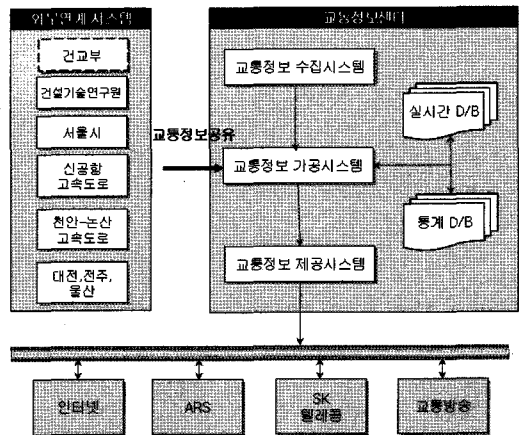 외부연계 시스템
건교부
건설기술연구원
서울시
신공항
고속도로
천안-논산
고속도로
대전,전주,
울산
교통정보공유
교통정보센터
교통정보 수집시스템
교통정보 가공시스템
교통정보 제공시스템
실시간 D/B
통계 D/B
인터넷
ARS
SK
텔레콤
교통방송